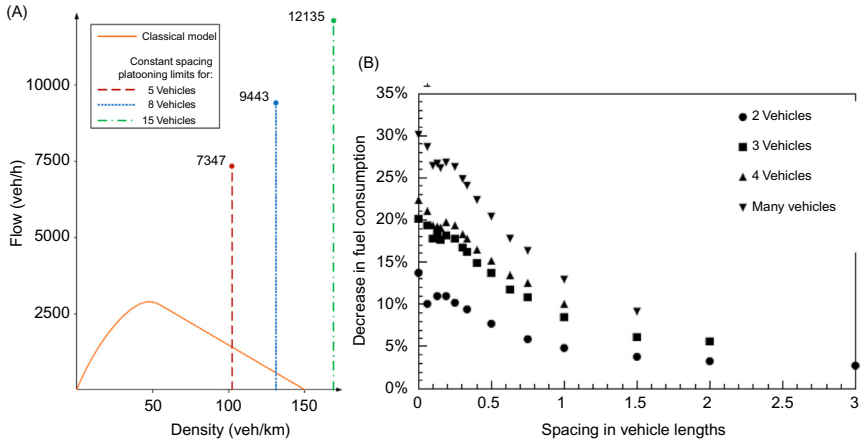 (A)
12135
Classical model
Constant spacing
platooning limits for:
5 Vehicles
8 Vehicles
15 Vehicles
9443
7347
10000
7500
5000
2500
Flow (veh/h)
50
100
150
Density (veh/km)
(B)
35%
30%
25%
20%
15%
10%
5%
0%
Decrease in fuel consumption
2 Vehicles
3 Vehicles
4 Vehicles
Many vehicles
0
0.5
1
1.5
2
2.5
3
Spacing in vehicle lengths